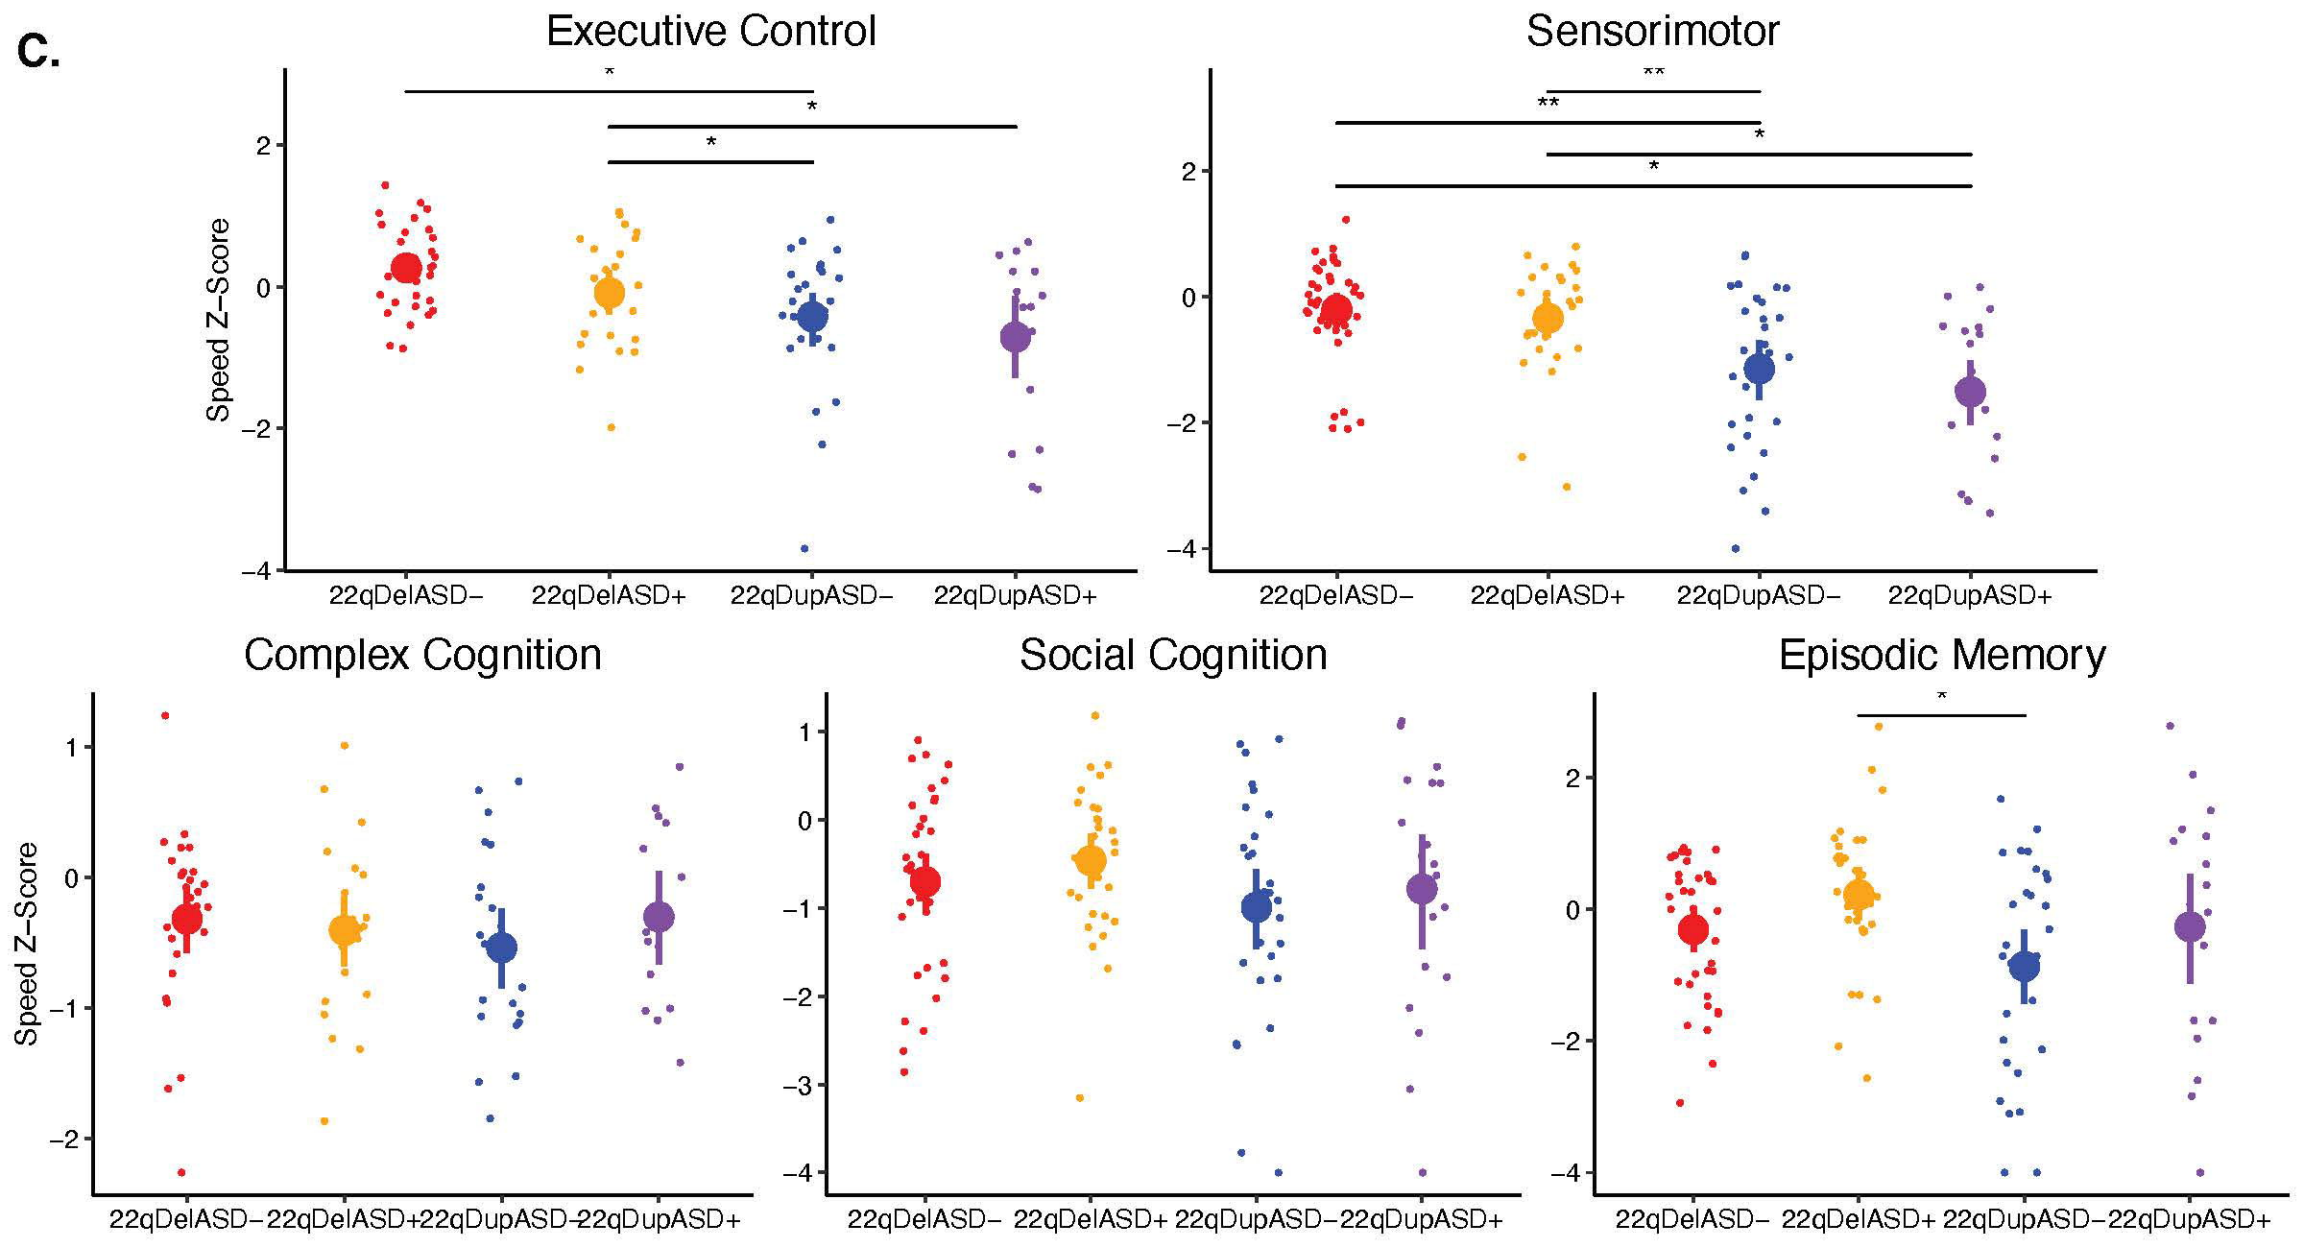 C.
Executive Control
Sensorimotor
*
*
*
**
**
*
*
Speed Z–Score
2
0
–2
–4
2
0
–2
–4
22qDelASD– 22qDelASD+ 22qDupASD– 22qDupASD+
22qDelASD– 22qDelASD+ 22qDupASD– 22qDupASD+
Complex Cognition
Social Cognition
Episodic Memory
*
Speed Z–Score
1
0
–1
–2
1
0
–1
–2
–3
–4
2
0
–2
–4
22qDelASD– 22qDelASD+ 22qDupASD– 22qDupASD+
22qDelASD– 22qDelASD+ 22qDupASD– 22qDupASD+
22qDelASD– 22qDelASD+ 22qDupASD– 22qDupASD+